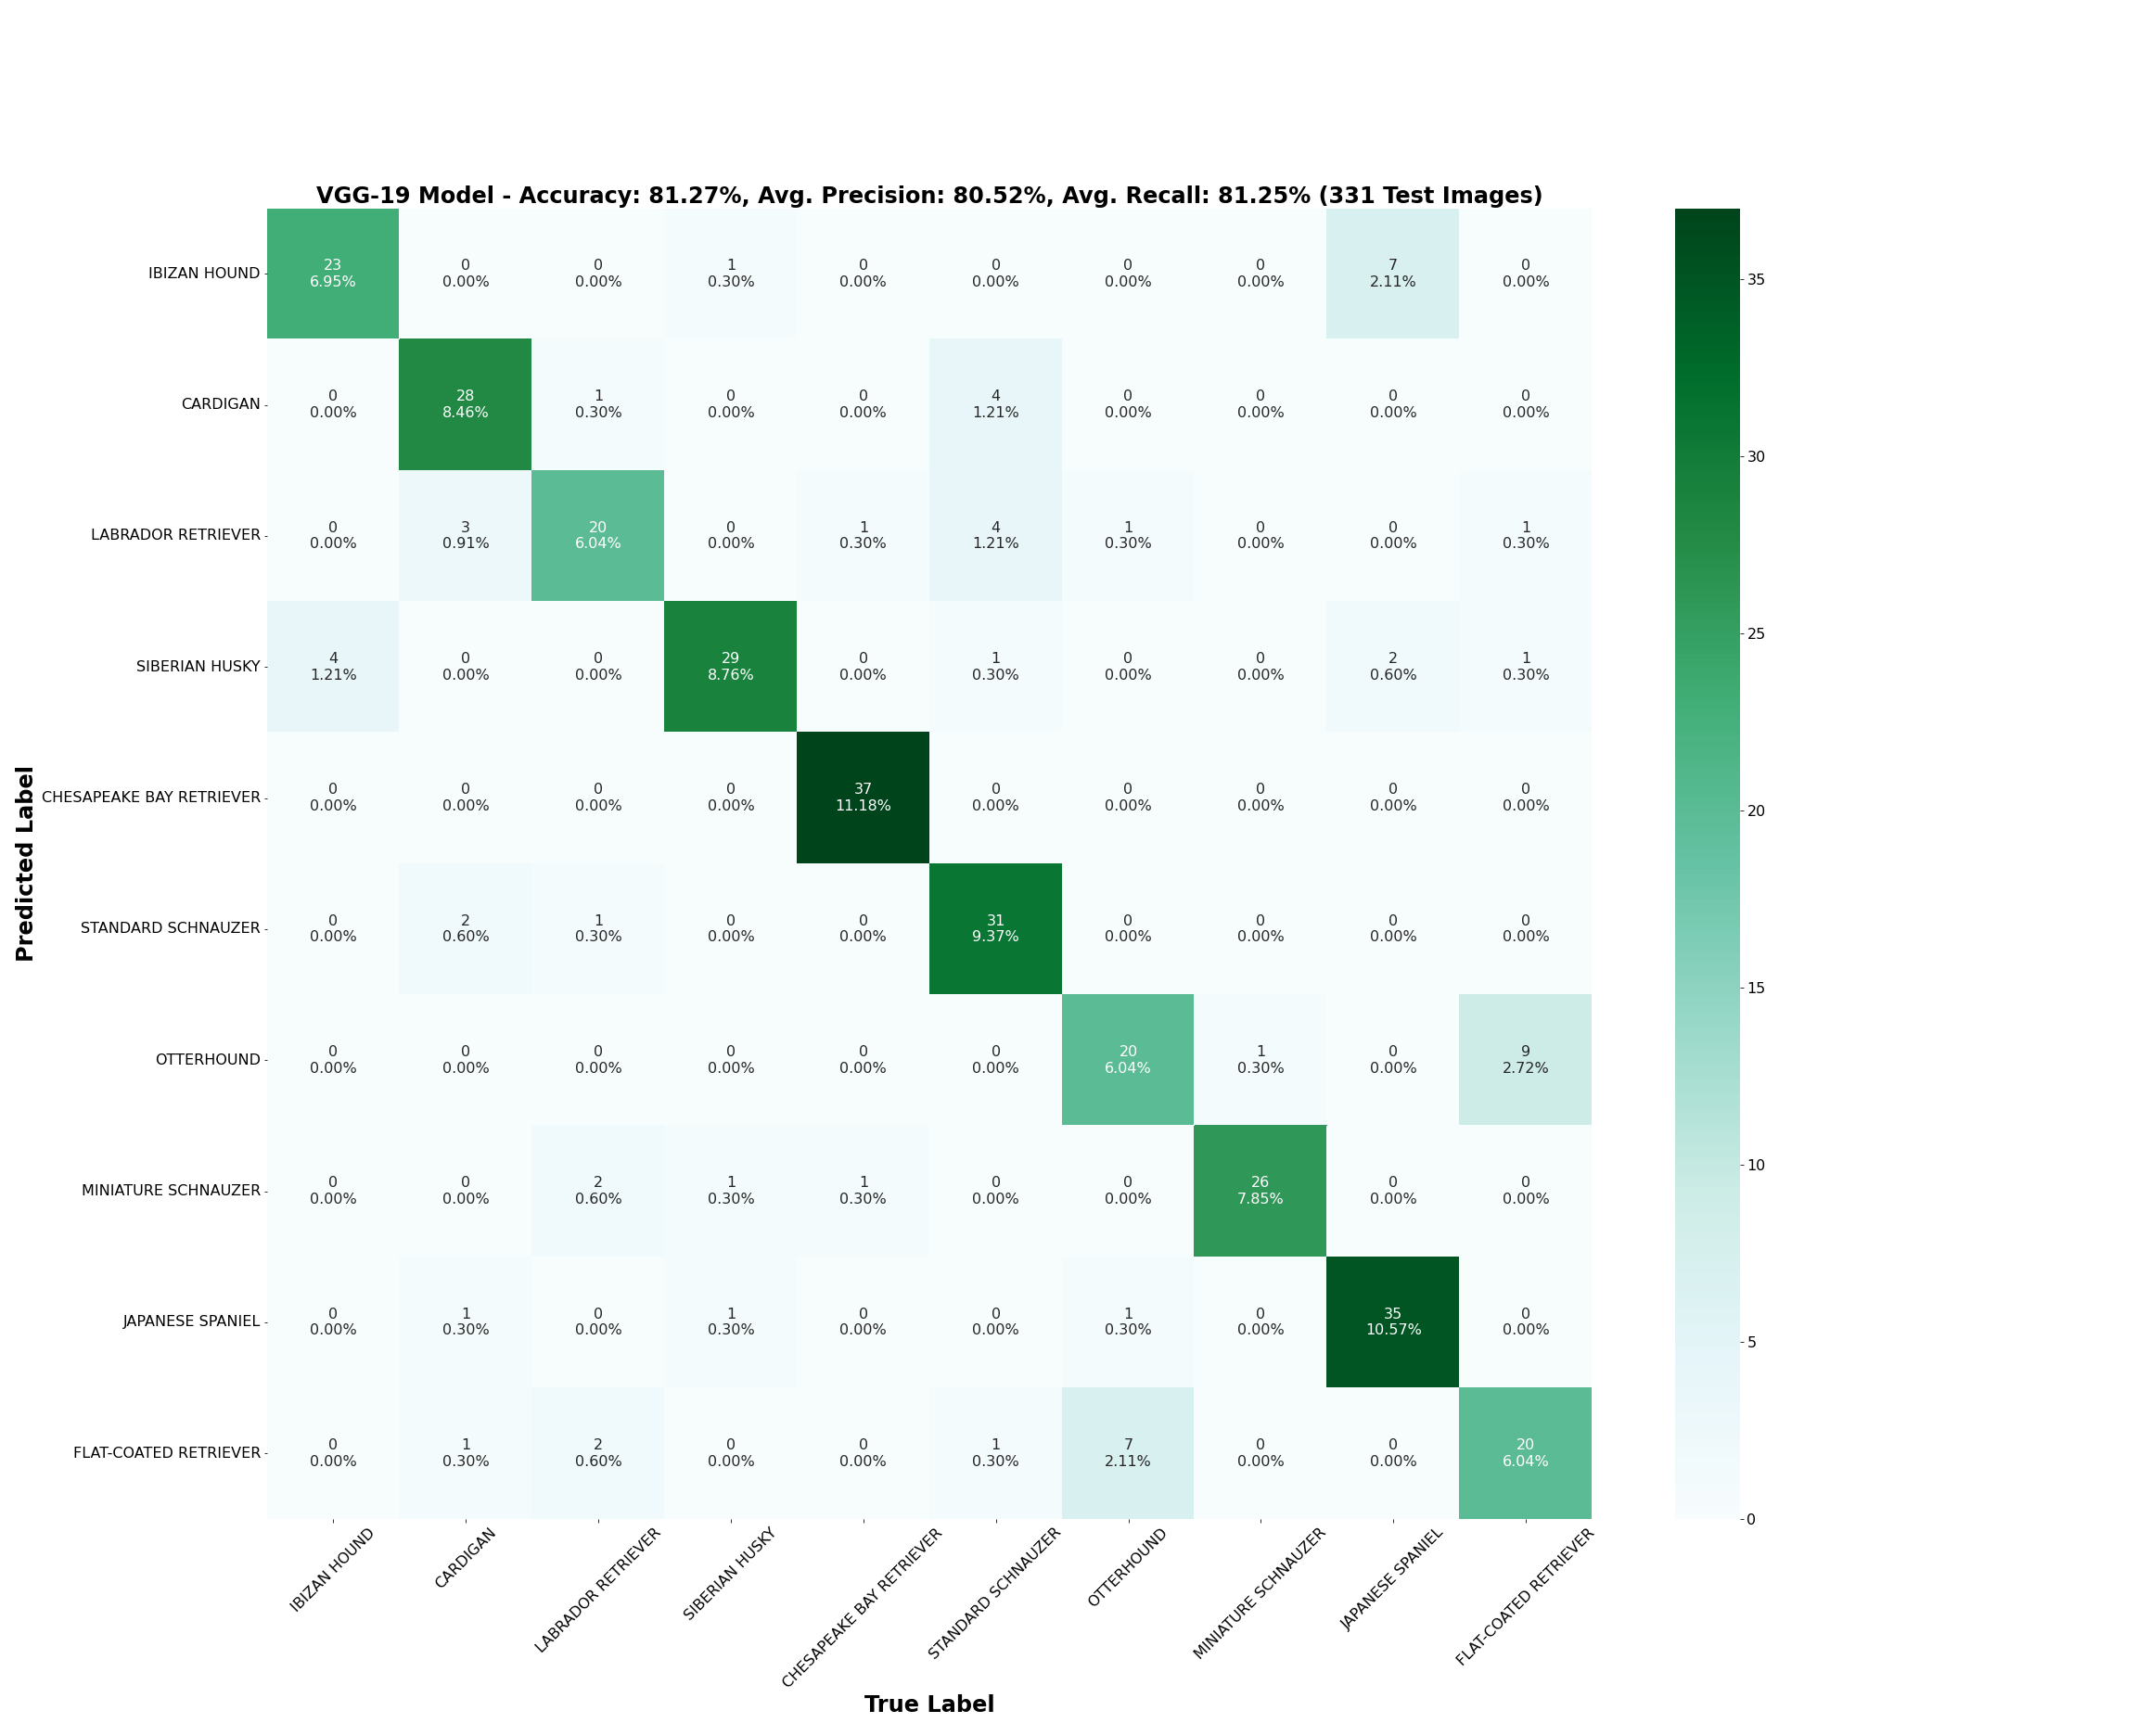 VGG-19 Model - Accuracy: 81.27%, Avg. Precision: 80.52%, Avg. Recall: 81.25% (331 Test Images)
IBIZAN HOUND 23 0 0 1 0 0 0 0 7 0
6.95% 0.00% 0.00% 0.30% 0.00% 0.00% 0.00% 0.00% 2.11% 0.00%
CARDIGAN 0 28 1 0 0 4 0 0 0 0
0.00% 8.46% 0.30% 0.00% 0.00% 1.21% 0.00% 0.00% 0.00% 0.00%
LABRADOR RETRIEVER 0 3 20 0 1 4 1 0 0 1
0.00% 0.91% 6.04% 0.00% 0.30% 1.21% 0.30% 0.00% 0.00% 0.30%
SIBERIAN HUSKY 4 0 0 29 0 1 0 0 2 1
1.21% 0.00% 0.00% 8.76% 0.00% 0.30% 0.00% 0.00% 0.60% 0.30%
CHESAPEAKE BAY RETRIEVER 0 0 0 0 37 0 0 0 0 0
0.00% 0.00% 0.00% 0.00% 11.18% 0.00% 0.00% 0.00% 0.00% 0.00%
STANDARD SCHNAUZER 0 2 1 0 0 31 0 0 0 0
0.00% 0.60% 0.30% 0.00% 0.00% 9.37% 0.00% 0.00% 0.00% 0.00%
OTTERHOUND 0 0 0 0 0 0 20 1 0 9
0.00% 0.00% 0.00% 0.00% 0.00% 0.00% 6.04% 0.30% 0.00% 2.72%
MINIATURE SCHNAUZER 0 0 2 1 1 0 0 26 0 0
0.00% 0.00% 0.60% 0.30% 0.30% 0.00% 0.00% 7.85% 0.00% 0.00%
JAPANESE SPANIEL 0 1 0 1 0 0 1 0 35 0
0.00% 0.30% 0.00% 0.30% 0.00% 0.00% 0.30% 0.00% 10.57% 0.00%
FLAT-COATED RETRIEVER 0 1 2 0 0 1 7 0 0 20
0.00% 0.30% 0.60% 0.00% 0.00% 0.30% 2.11% 0.00% 0.00% 6.04%
Predicted Label
IBIZAN HOUND
CARDIGAN
LABRADOR RETRIEVER
SIBERIAN HUSKY
CHESAPEAKE BAY RETRIEVER
STANDARD SCHNAUZER
OTTERHOUND
MINIATURE SCHNAUZER
JAPANESE SPANIEL
FLAT-COATED RETRIEVER
True Label
35
30
25
20
15
10
5
0